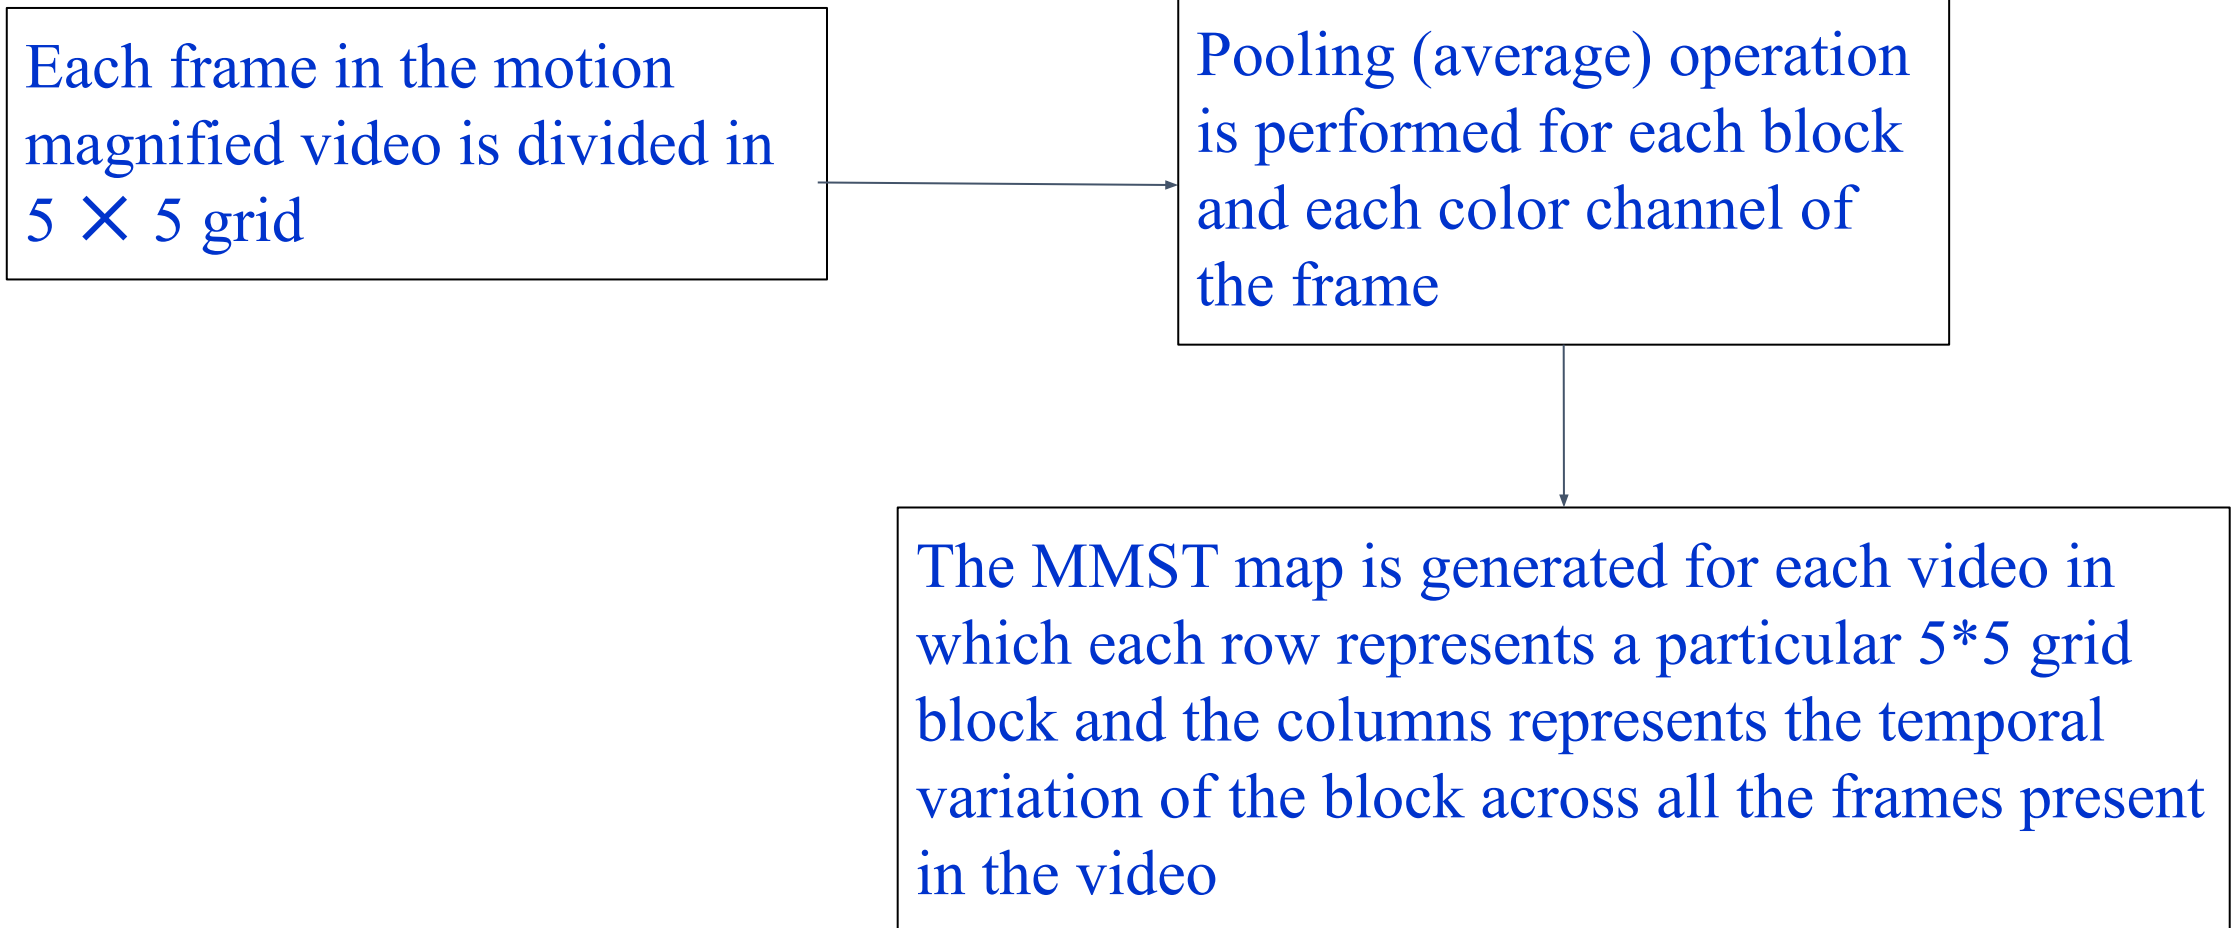 Each frame in the motion
magnified video is divided in
5 × 5 grid
Pooling (average) operation
is performed for each block
and each color channel of
the frame
The MMST map is generated for each video in
which each row represents a particular 5*5 grid
block and the columns represents the temporal
variation of the block across all the frames present
in the video